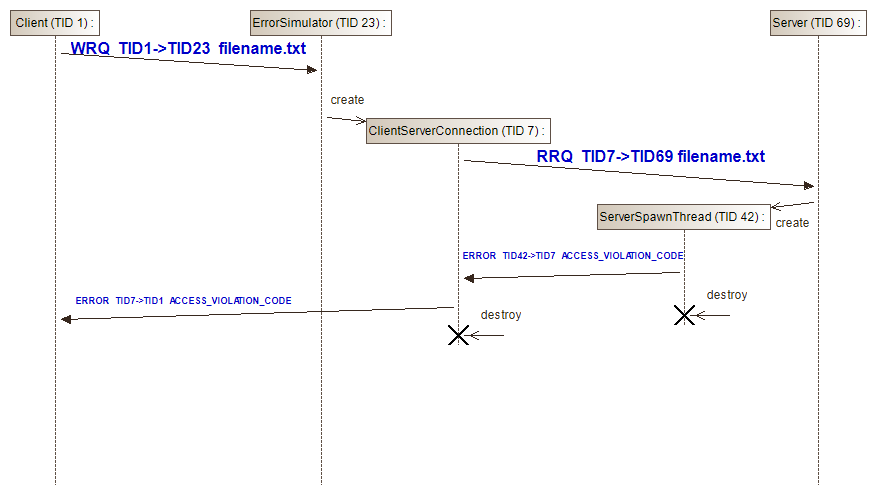 Client (TID 1) :
ErrorSimulator (TID 23) :
Server (TID 69) :
WRQ TID1->TID23 filename.txt
create
ClientServerConnection (TID 7) :
RRQ TID7->TID69 filename.txt
ServerSpawnThread (TID 42) :
create
ERROR TID42->TID7 ACCESS_VIOLATION_CODE
destroy
ERROR TID7->TID1 ACCESS_VIOLATION_CODE
destroy